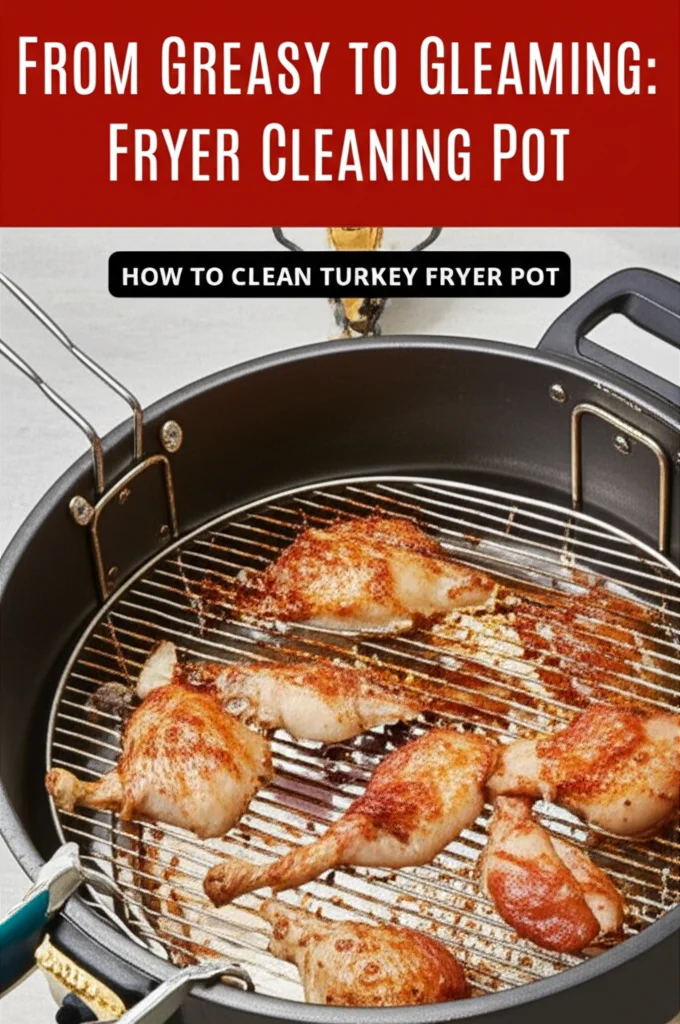 From Greasy to Gleaming:
Fryer Cleaning Pot
HOW TO CLEAN TURKEY FRYER POT